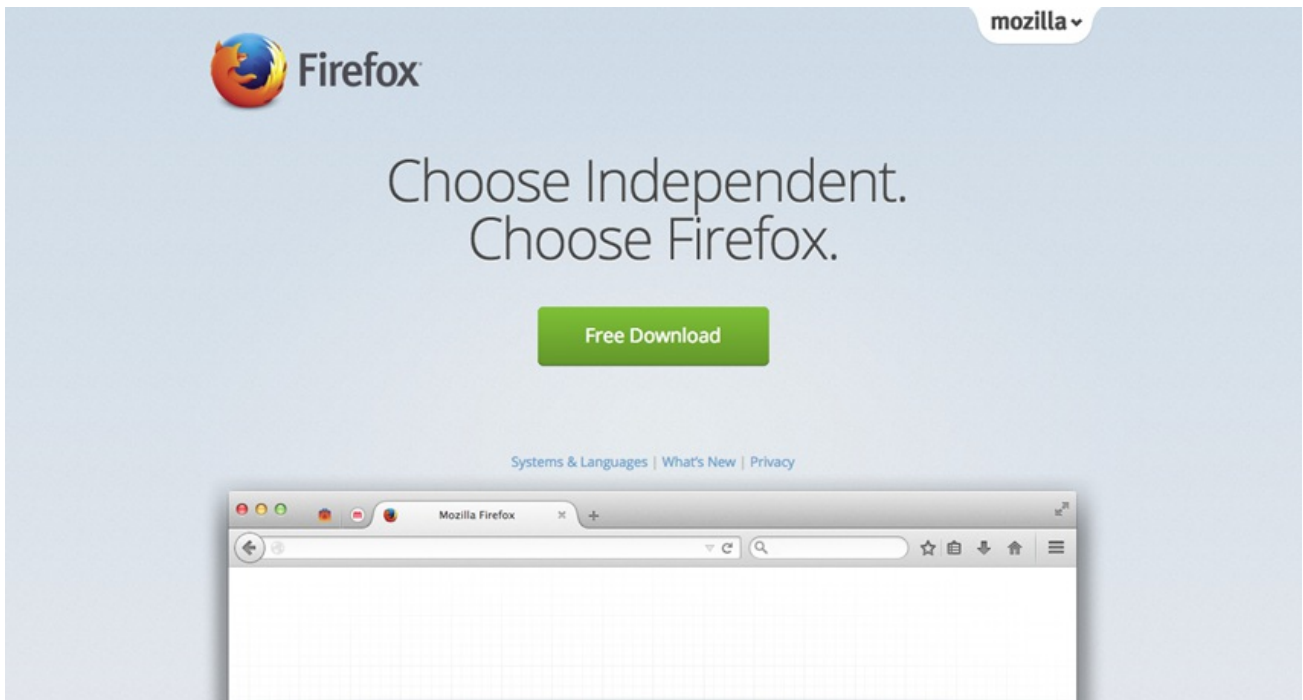 mozilla
Firefox
Choose Independent.
Choose Firefox.
Free Download
Systems & Languages | What's New | Privacy
Mozilla Firefox